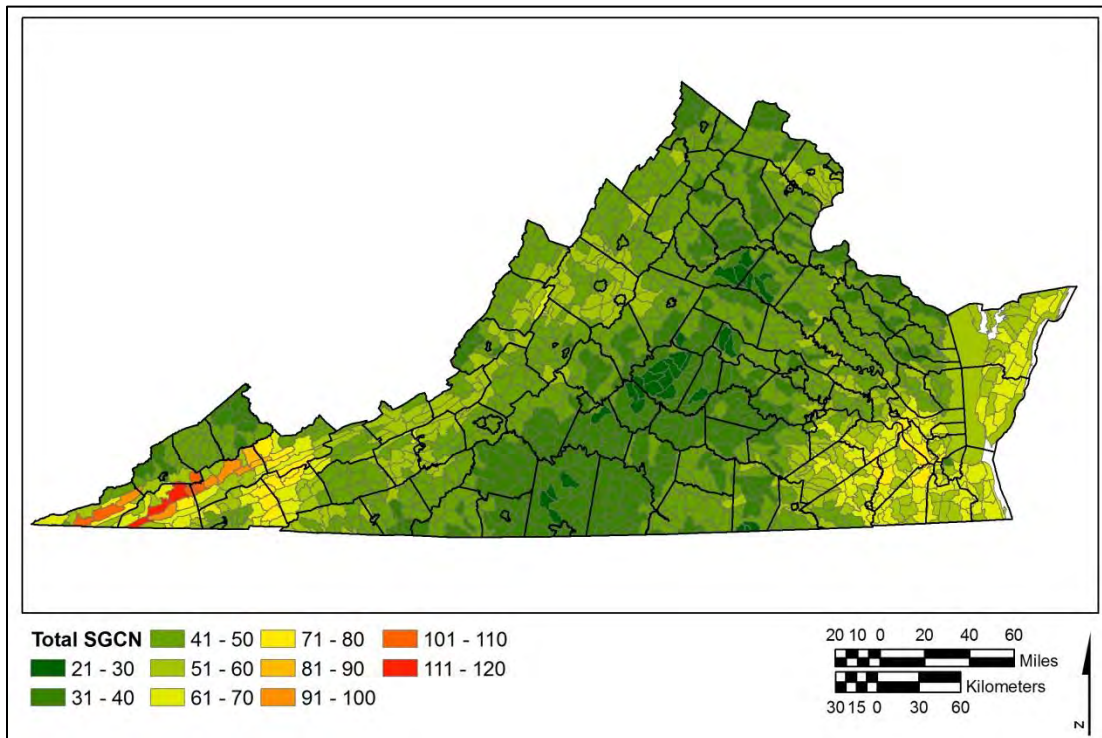 Total SGCN
21 - 30
31 - 40
41 - 50
51 - 60
61 - 70
71 - 80
81 - 90
91 - 100
101 - 110
111 - 120
20 10 0 20 40 60
Miles
Kilometers
30 15 0 30 60
N